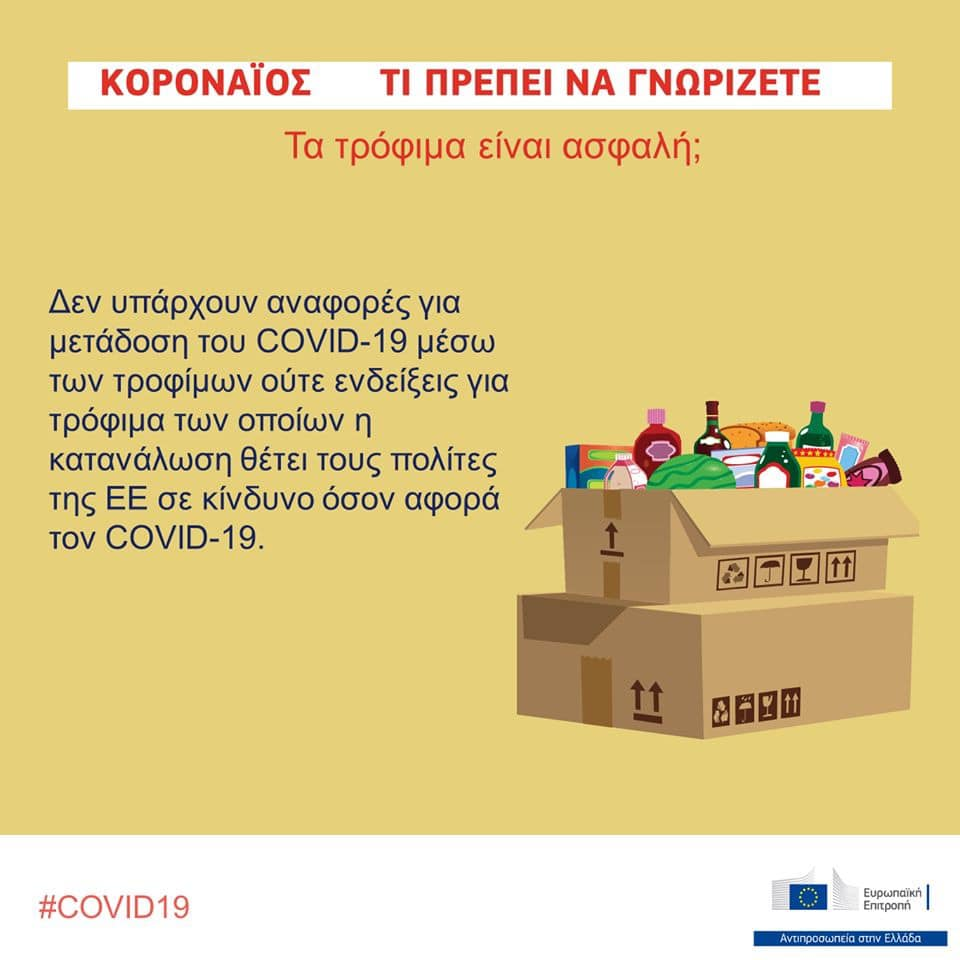 ΚΟΡΟΝΑΪΟΣ ΤΙ ΠΡΕΠΕΙ ΝΑ ΓΝΩΡΙΖΕΤΕ
Τα τρόφιμα είναι ασφαλή;
Δεν υπάρχουν αναφορές για
μετάδοση του COVID-19 μέσω
των τροφίμων ούτε ενδείξεις για
τρόφιμα των οποίων η
κατανάλωση θέτει τους πολίτες
της ΕΕ σε κίνδυνο όσον αφορά
τον COVID-19.
#COVID19
Ευρωπαϊκή
Επιτροπή
Αντιπροσωπεία στην Ελλάδα